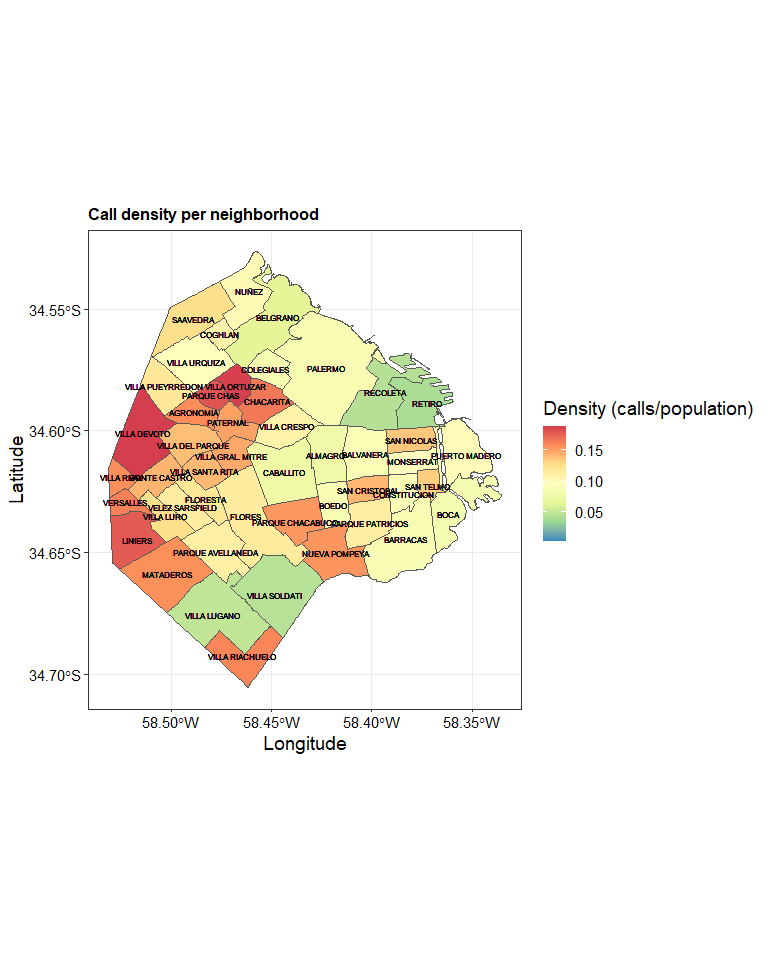 Call density per neighborhood
34.55°S
34.60°S
34.65°S
34.70°S
Latitude
NUÑEZ
SAAVEDRA
BELGRANO
COGHLAN
VILLA URQUIZA
COLEGIALES
PALERMO
VILLA PUEYRREDON
VILLA ORTUZAR
PARQUE CHAS
RECOLETA
CHACARITA
RETIRO
AGRONOMIA
PATERNAL
VILLA CRESPO
VILLA DEVOTO
SAN NICOLAS
VILLA DEL PARQUE
ALMAGRO
BALVANERA
PUERTO MADERO
VILLA GRAL. MITRE
MONSERRAT
VILLA SANTA RITA
CABALLITO
VILLA REAL
MONTE CASTRO
SAN TELMO
SAN CRISTOBAL
CONSTITUCION
FLORESTA
VERSALLES
VELEZ SARSFIELD
BOEDO
VILLA LURO
FLORES
BOCA
PARQUE CHACABUCO
PARQUE PATRICIOS
LINIERS
BARRACAS
PARQUE AVELLANEDA
NUEVA POMPEYA
MATADEROS
VILLA SOLDATI
VILLA LUGANO
VILLA RIACHUELO
58.50°W
58.45°W
58.40°W
58.35°W
Longitude
Density (calls/population)
0.15
0.10
0.05